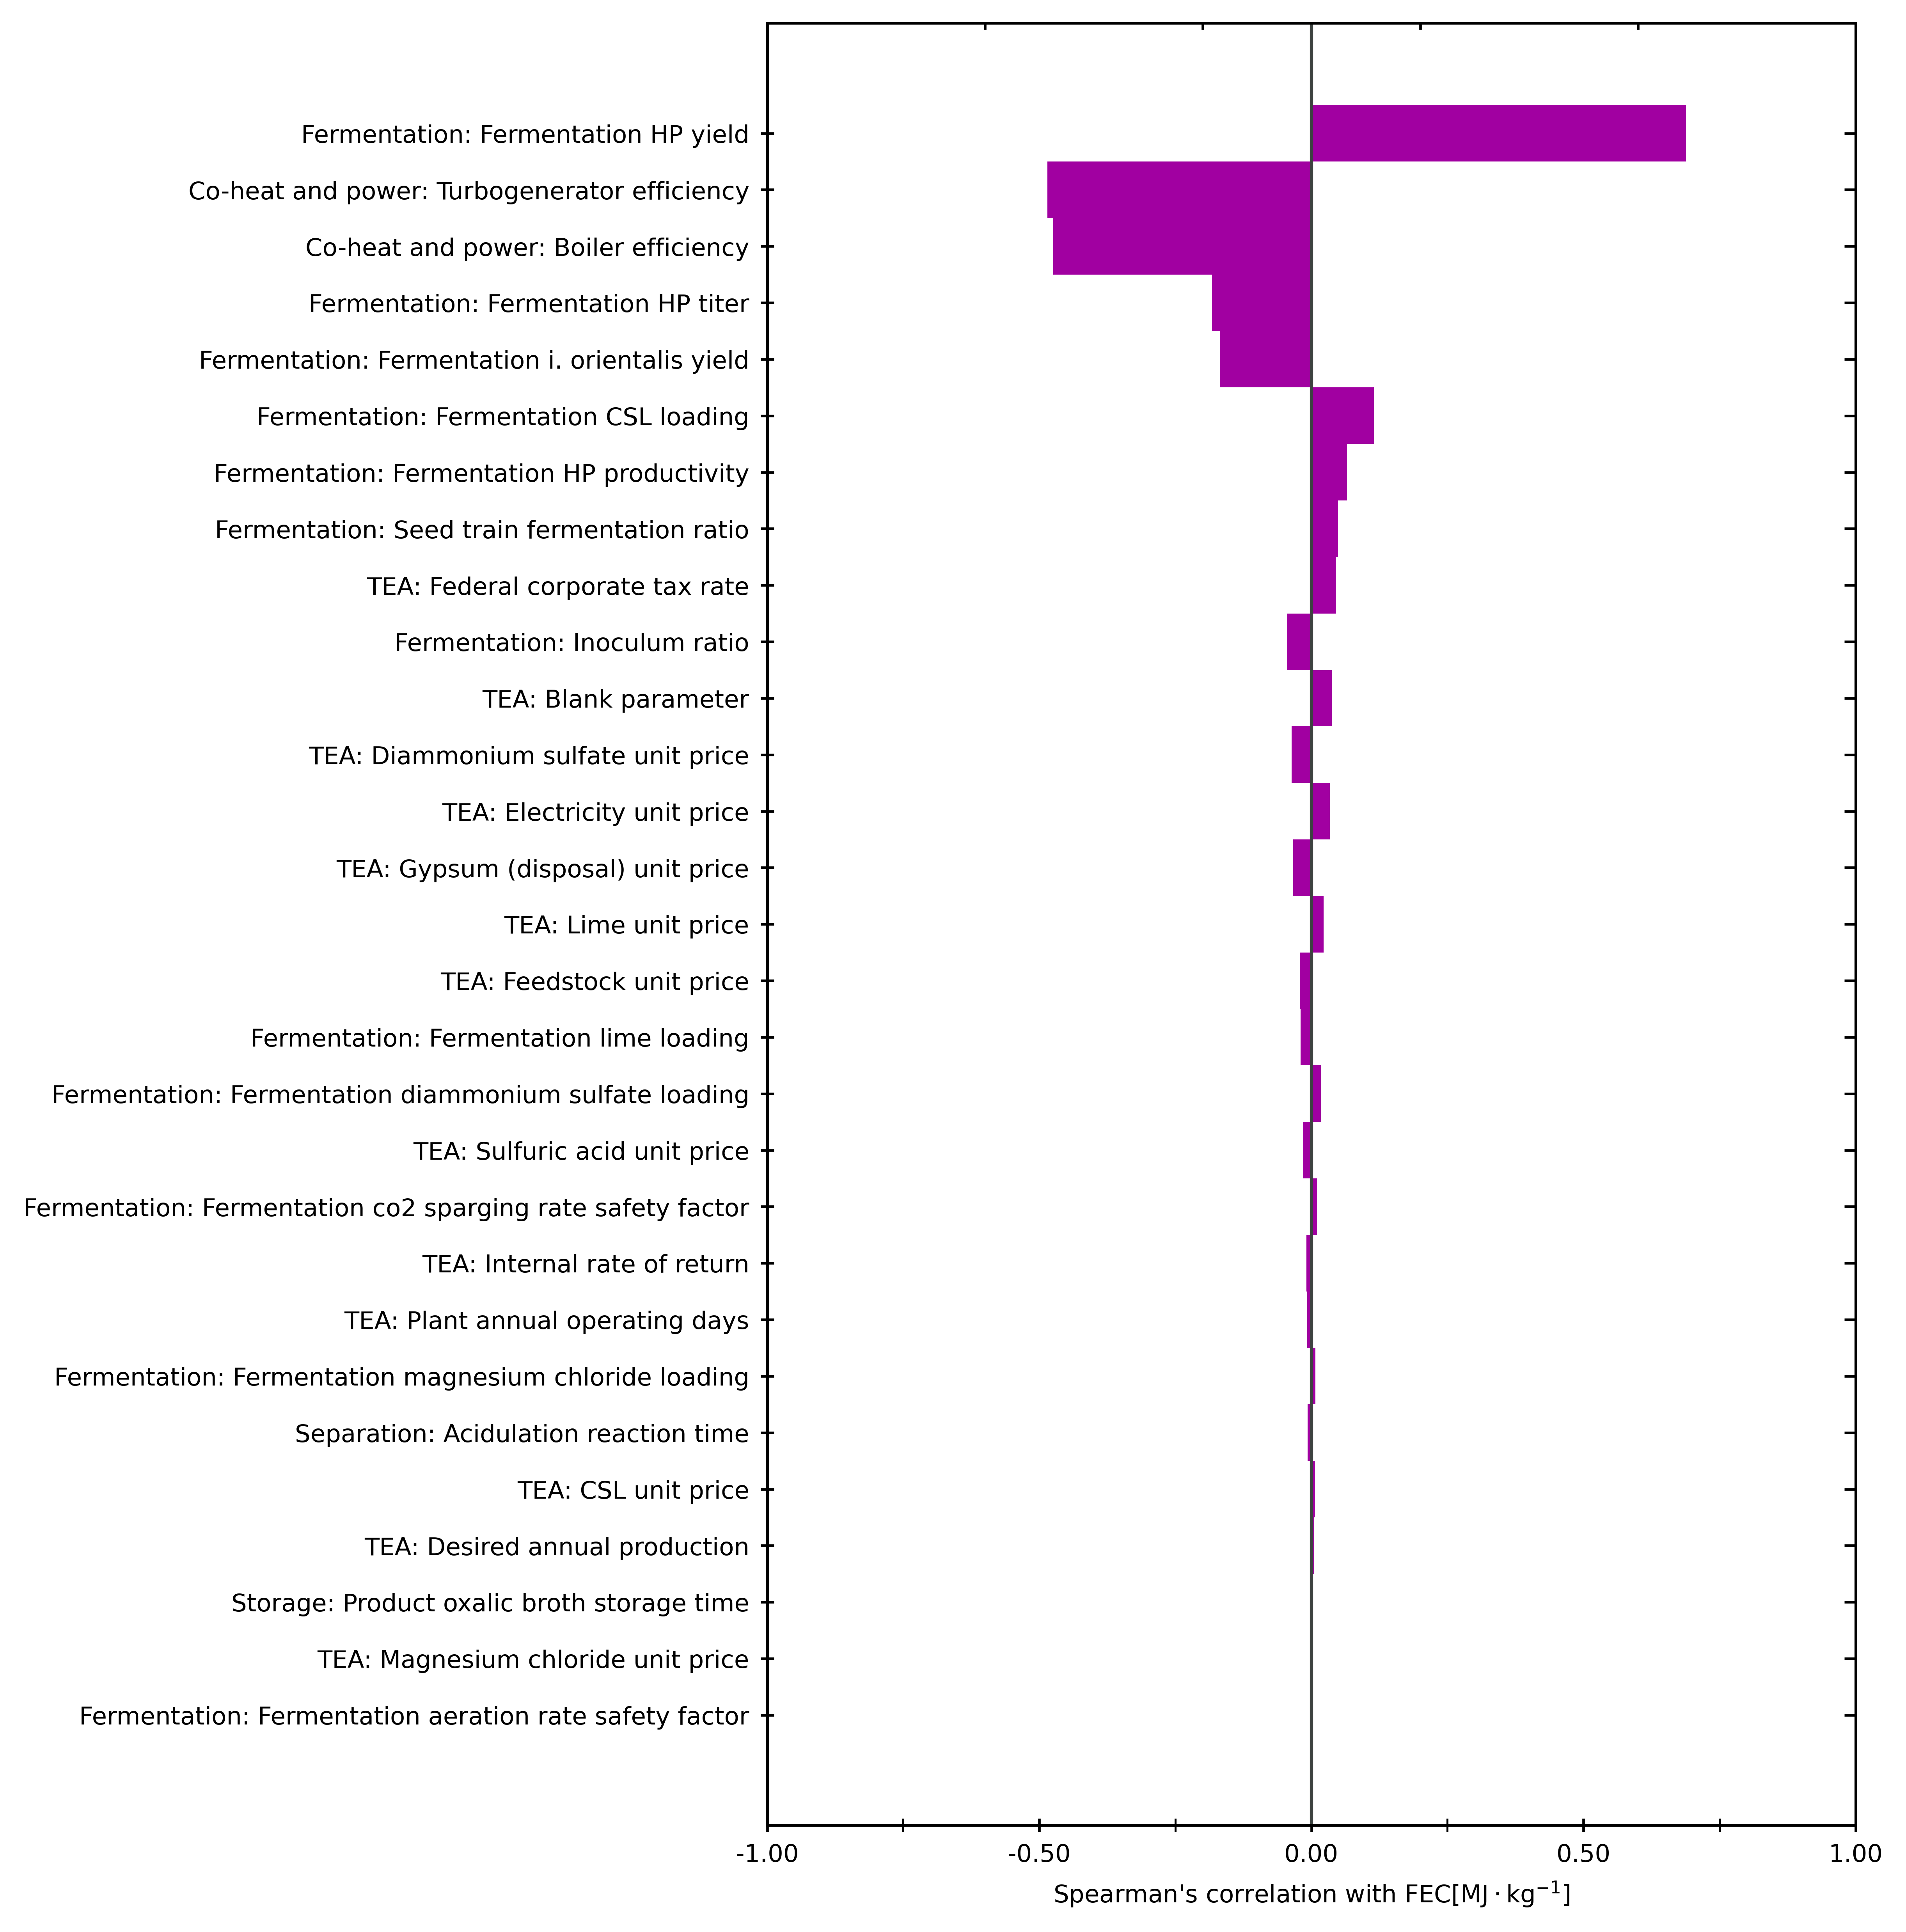 Fermentation: Fermentation HP yield
Co-heat and power: Turbogenerator efficiency
Co-heat and power: Boiler efficiency
Fermentation: Fermentation HP titer
Fermentation: Fermentation i. orientalis yield
Fermentation: Fermentation CSL loading
Fermentation: Fermentation HP productivity
Fermentation: Seed train fermentation ratio
TEA: Federal corporate tax rate
Fermentation: Inoculum ratio
TEA: Blank parameter
TEA: Diammonium sulfate unit price
TEA: Electricity unit price
TEA: Gypsum (disposal) unit price
TEA: Lime unit price
TEA: Feedstock unit price
Fermentation: Fermentation lime loading
Fermentation: Fermentation diammonium sulfate loading
TEA: Sulfuric acid unit price
Fermentation: Fermentation co2 sparging rate safety factor
TEA: Internal rate of return
TEA: Plant annual operating days
Fermentation: Fermentation magnesium chloride loading
Separation: Acidulation reaction time
TEA: CSL unit price
TEA: Desired annual production
Storage: Product oxalic broth storage time
TEA: Magnesium chloride unit price
Fermentation: Fermentation aeration rate safety factor
-1.00 -0.50 0.00 0.50 1.00
Spearman's correlation with FEC[MJ·kg⁻¹]